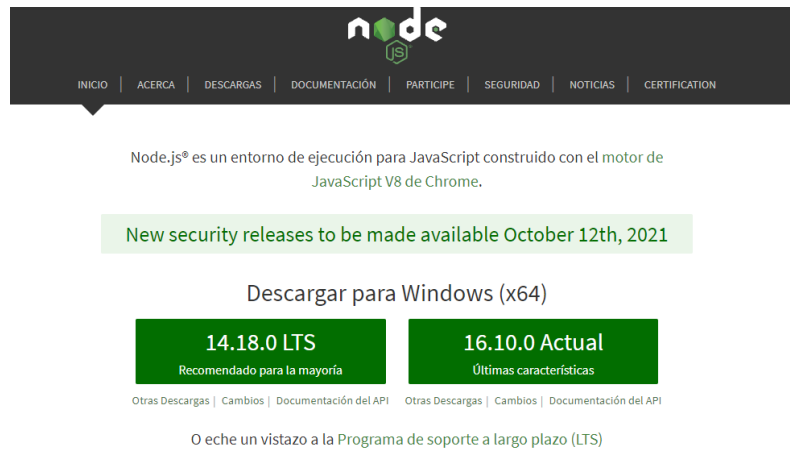 node
JS
INICIO | ACERCA | DESCARGAS | DOCUMENTACIÓN | PARTICIPE | SEGURIDAD | NOTICIAS | CERTIFICATION
Node.js® es un entorno de ejecución para JavaScript construido con el motor de
JavaScript V8 de Chrome.
New security releases to be made available October 12th, 2021
Descargar para Windows (x64)
14.18.0 LTS
Recomendado para la mayoría
16.10.0 Actual
Últimas características
Otras Descargas | Cambios | Documentación del API
Otras Descargas | Cambios | Documentación del API
O eche un vistazo a la Programa de soporte a largo plazo (LTS)